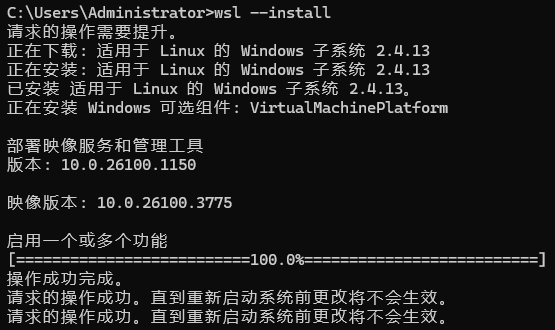 C:\Users\Administrator>wsl --install
请求的操作需要提升。
正在下载: 适用于 Linux 的 Windows 子系统 2.4.13
正在安装: 适用于 Linux 的 Windows 子系统 2.4.13
已安装 适用于 Linux 的 Windows 子系统 2.4.13。
正在安装 Windows 可选组件: VirtualMachinePlatform
部署映像服务和管理工具
版本: 10.0.26100.1150
映像版本: 10.0.26100.3775
启用一个或多个功能
[==========================100.0%==========================]
操作成功完成。
请求的操作成功。直到重新启动系统前更改将不会生效。
请求的操作成功。直到重新启动系统前更改将不会生效。